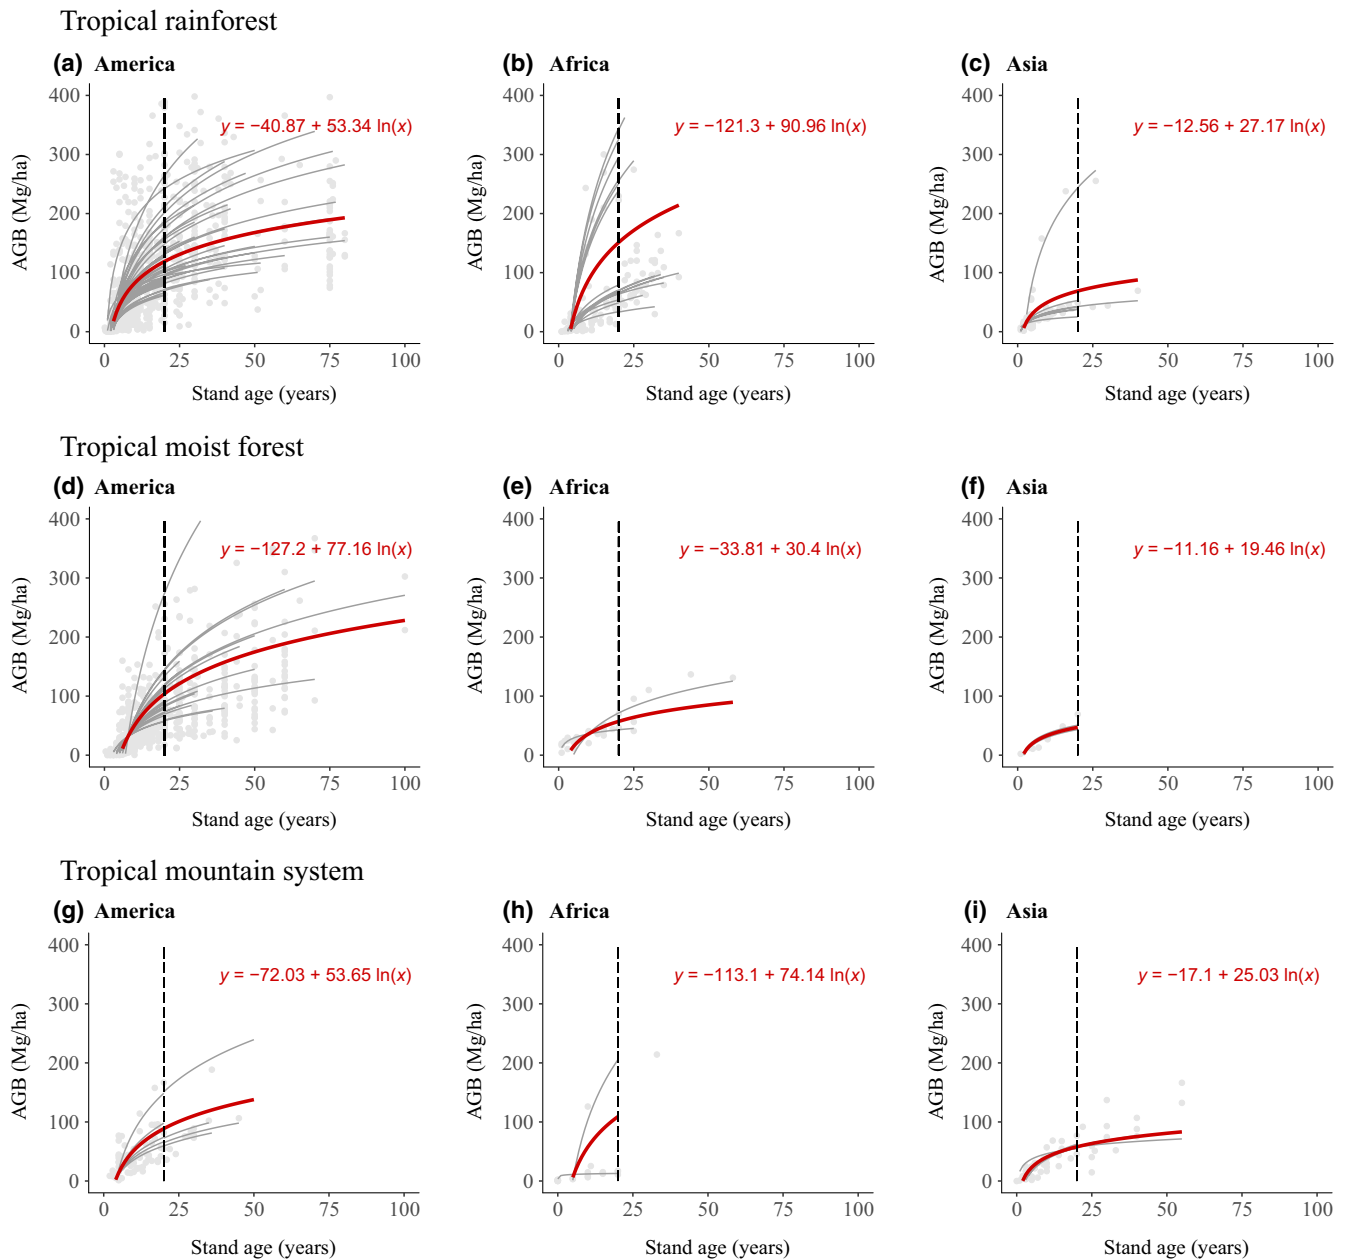 Tropical rainforest
(a) America
(b) Africa
(c) Asia
y = −40.87 + 53.34 ln(x)
y = −121.3 + 90.96 ln(x)
y = −12.56 + 27.17 ln(x)
AGB (Mg/ha)
400
300
200
100
0
0 25 50 75 100
Stand age (years)
AGB (Mg/ha)
400
300
200
100
0
0 25 50 75 100
Stand age (years)
AGB (Mg/ha)
400
300
200
100
0
0 25 50 75 100
Stand age (years)
Tropical moist forest
(d) America
(e) Africa
(f) Asia
y = −127.2 + 77.16 ln(x)
y = −33.81 + 30.4 ln(x)
y = −11.16 + 19.46 ln(x)
AGB (Mg/ha)
400
300
200
100
0
0 25 50 75 100
Stand age (years)
AGB (Mg/ha)
400
300
200
100
0
0 25 50 75 100
Stand age (years)
AGB (Mg/ha)
400
300
200
100
0
0 25 50 75 100
Stand age (years)
Tropical mountain system
(g) America
(h) Africa
(i) Asia
y = −72.03 + 53.65 ln(x)
y = −113.1 + 74.14 ln(x)
y = −17.1 + 25.03 ln(x)
AGB (Mg/ha)
400
300
200
100
0
0 25 50 75 100
Stand age (years)
AGB (Mg/ha)
400
300
200
100
0
0 25 50 75 100
Stand age (years)
AGB (Mg/ha)
400
300
200
100
0
0 25 50 75 100
Stand age (years)